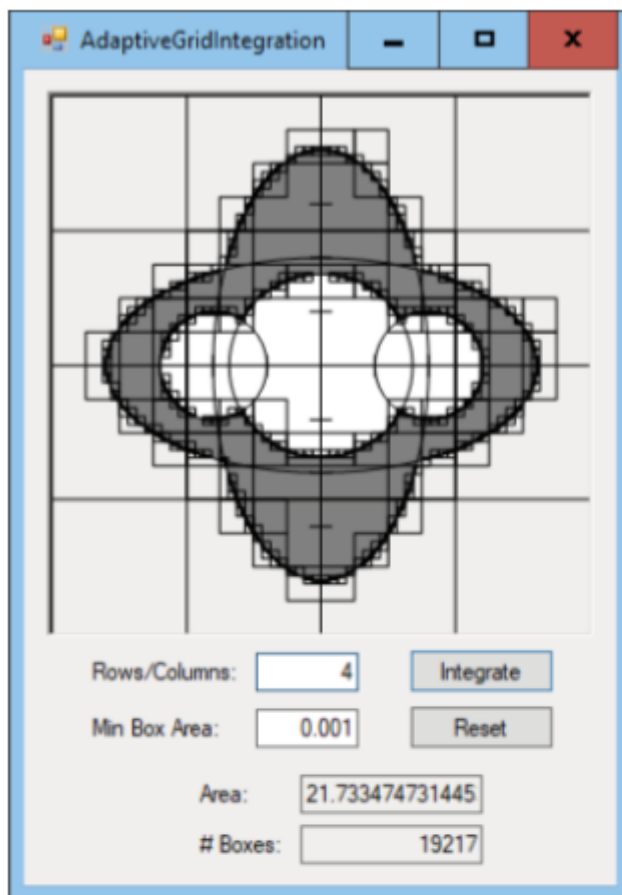 AdaptiveGridIntegration
Rows/Columns: 4 Integrate
Min Box Area: 0.001 Reset
Area: 21.733474731445
# Boxes: 19217